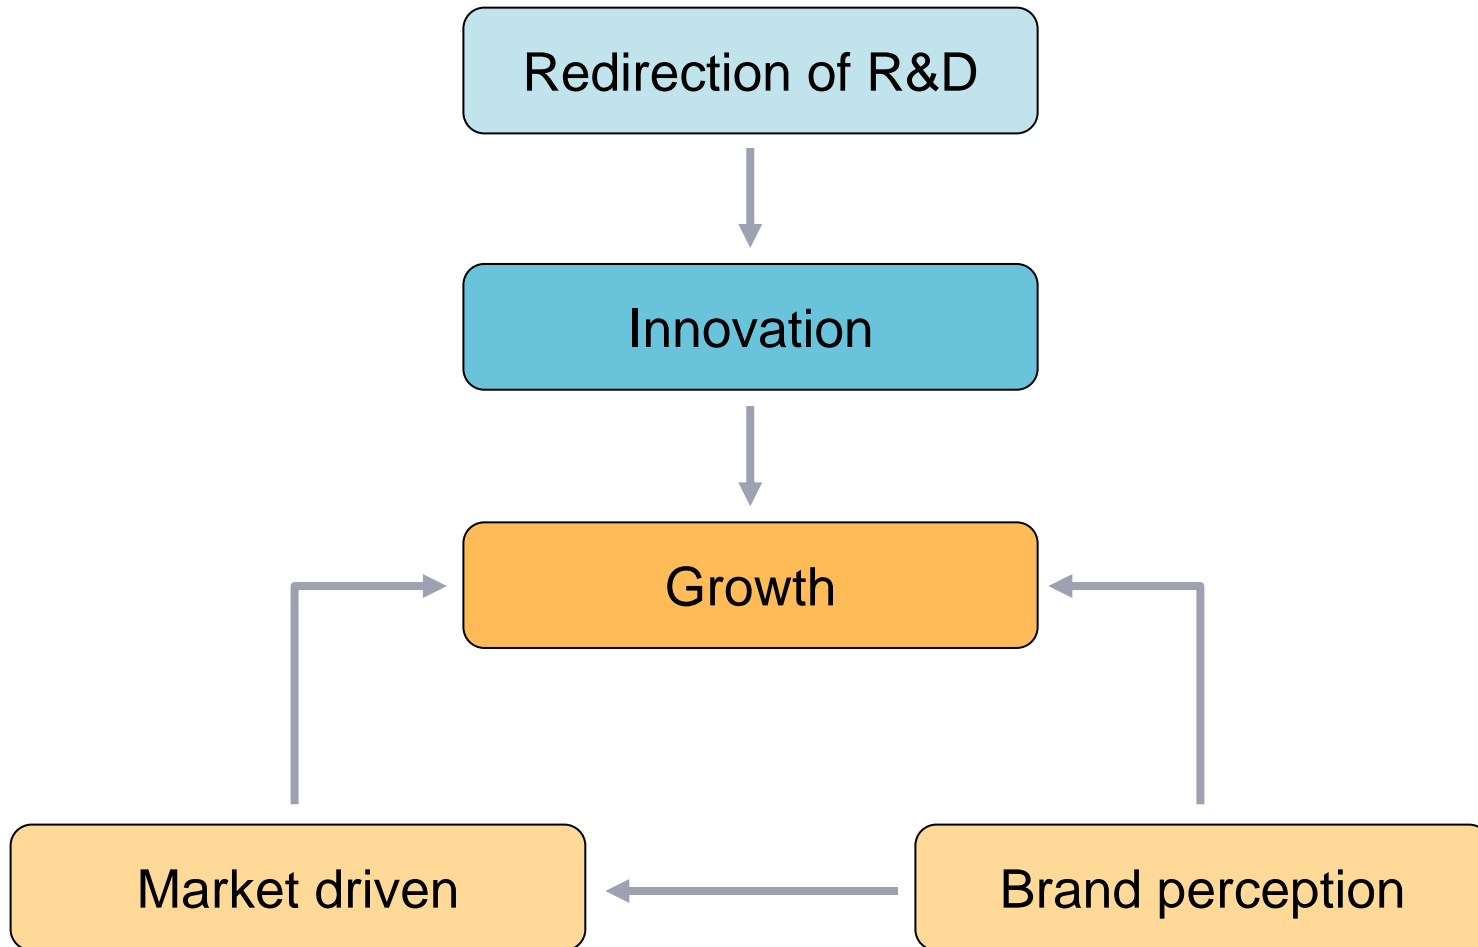 Redirection of R&D
Innovation
Growth
Market driven
Brand perception